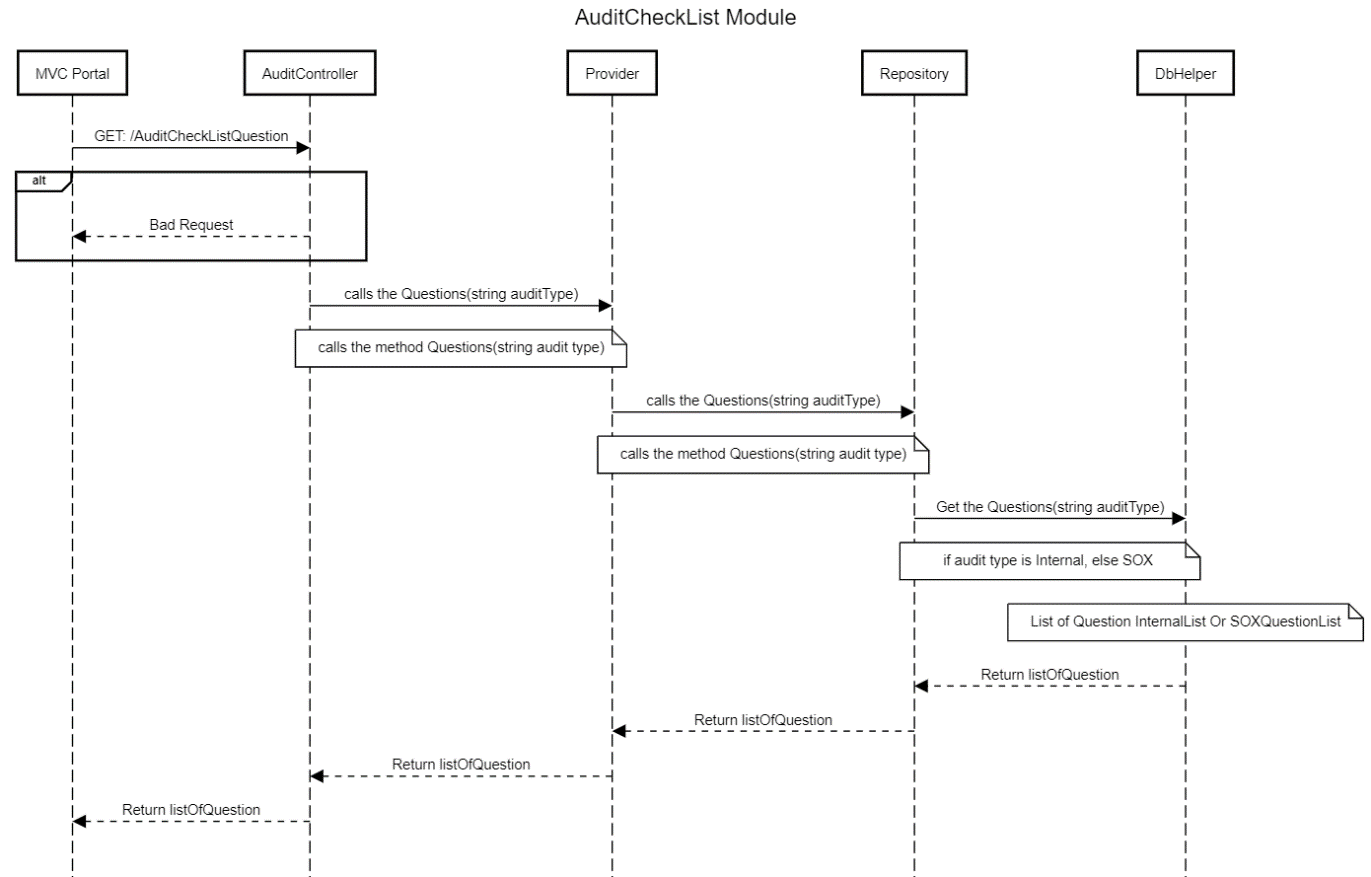 AuditCheckList Module
MVC Portal
AuditController
Provider
Repository
DbHelper
GET: /AuditCheckListQuestion
alt
Bad Request
calls the Questions(string auditType)
calls the method Questions(string audit type)
calls the Questions(string auditType)
calls the method Questions(string audit type)
Get the Questions(string auditType)
if audit type is Internal, else SOX
List of Question InternalList Or SOXQuestionList
Return listOfQuestion
Return listOfQuestion
Return listOfQuestion
Return listOfQuestion